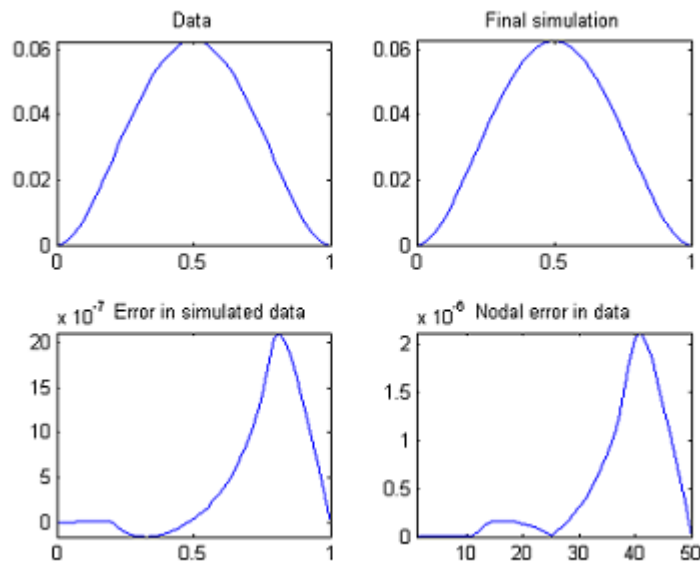 Data
0.06
0.04
0.02
0
0 0.5 1
Final simulation
0.06
0.04
0.02
0
0 0.5 1
x 10^-7 Error in simulated data
20
15
10
5
0
0 0.5 1
x 10^-6 Nodal error in data
2
1.5
1
0.5
0
10 20 30 40 50